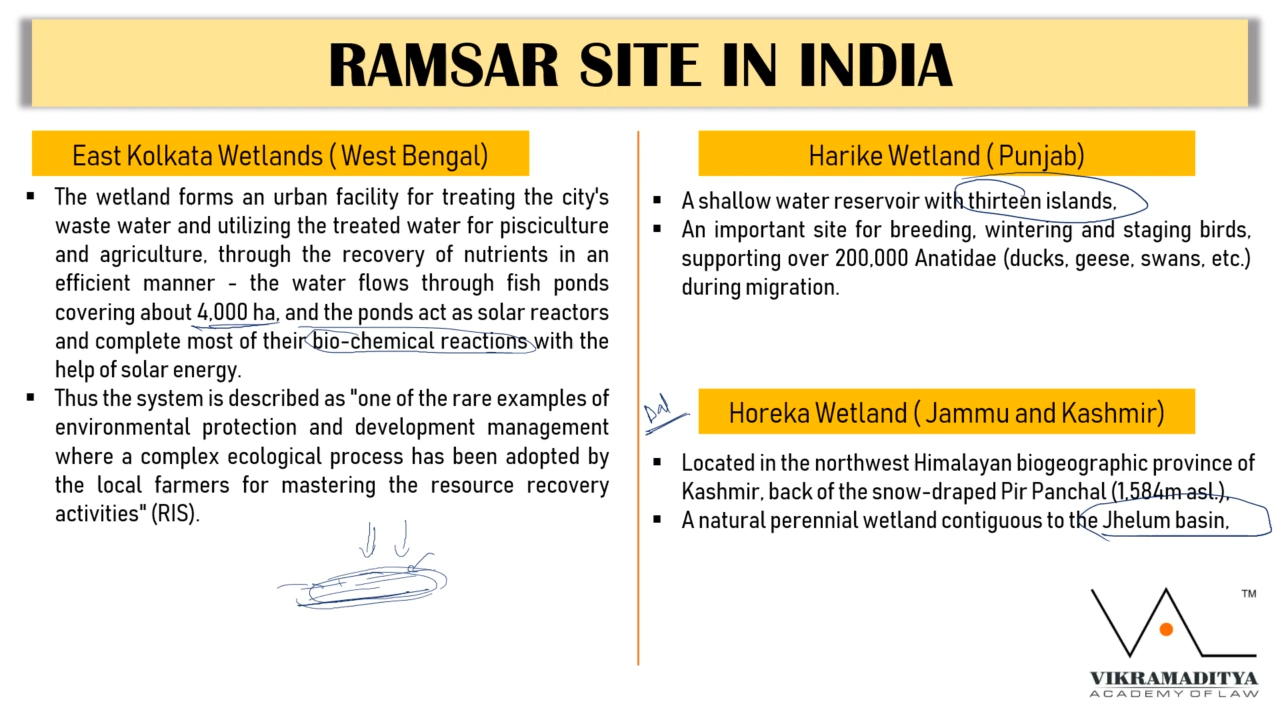 RAMSAR SITE IN INDIA
East Kolkata Wetlands ( West Bengal)
▪ The wetland forms an urban facility for treating the city's
waste water and utilizing the treated water for pisciculture
and agriculture, through the recovery of nutrients in an
efficient manner - the water flows through fish ponds
covering about 4,000 ha, and the ponds act as solar reactors
and complete most of their bio-chemical reactions with the
help of solar energy.
▪ Thus the system is described as "one of the rare examples of
environmental protection and development management
where a complex ecological process has been adopted by
the local farmers for mastering the resource recovery
activities" (RIS).
Harike Wetland ( Punjab)
▪ A shallow water reservoir with thirteen islands,
▪ An important site for breeding, wintering and staging birds,
supporting over 200,000 Anatidae (ducks, geese, swans, etc.)
during migration.
Dal
Horeka Wetland ( Jammu and Kashmir)
▪ Located in the northwest Himalayan biogeographic province of
Kashmir, back of the snow-draped Pir Panchal (1,584m asl.),
▪ A natural perennial wetland contiguous to the Jhelum basin,
TM
VIKRAMADITYA
ACADEMY OF LAW